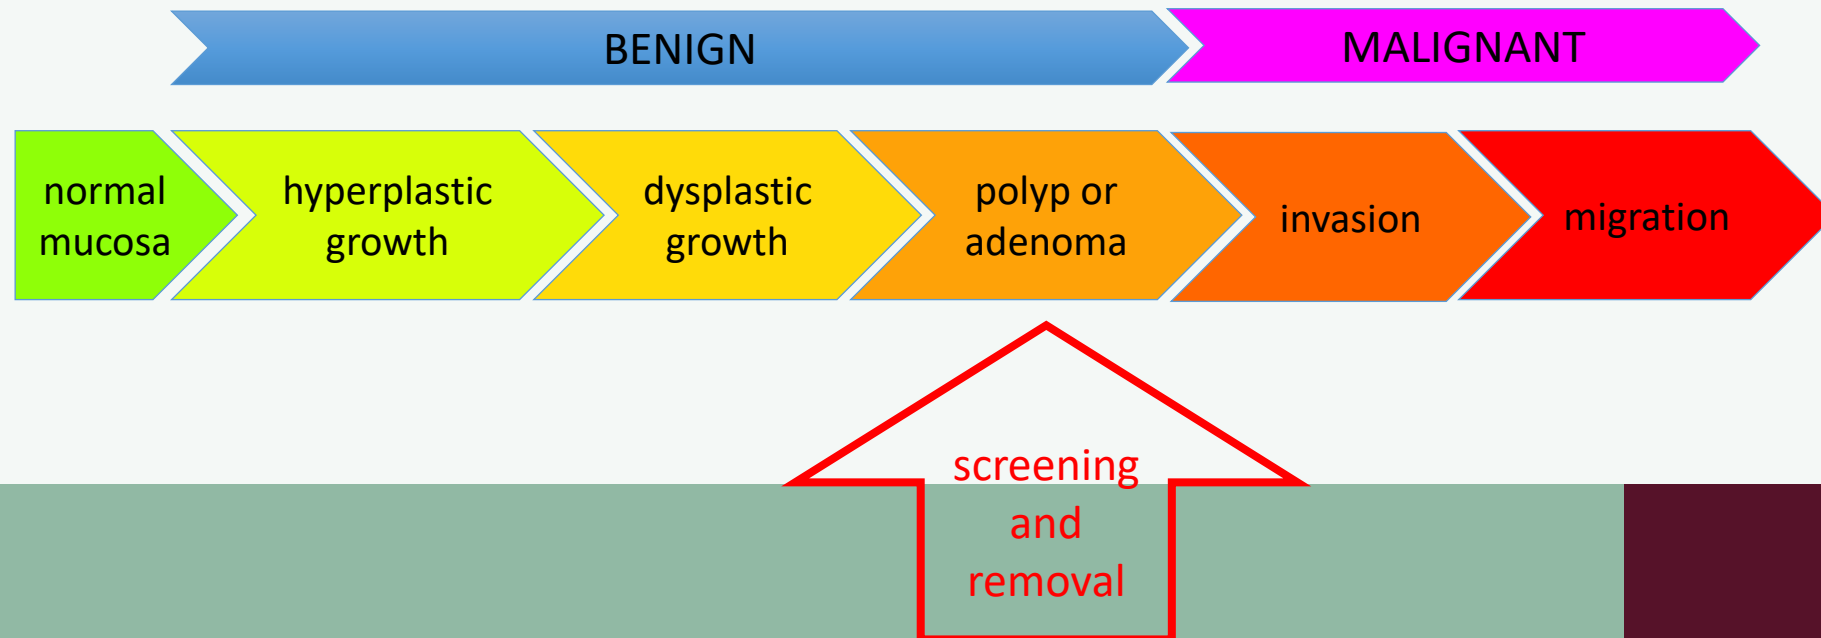 BENIGN
MALIGNANT
normal
mucosa
hyperplastic
growth
dysplastic
growth
polyp or
adenoma
invasion
migration
screening
and
removal